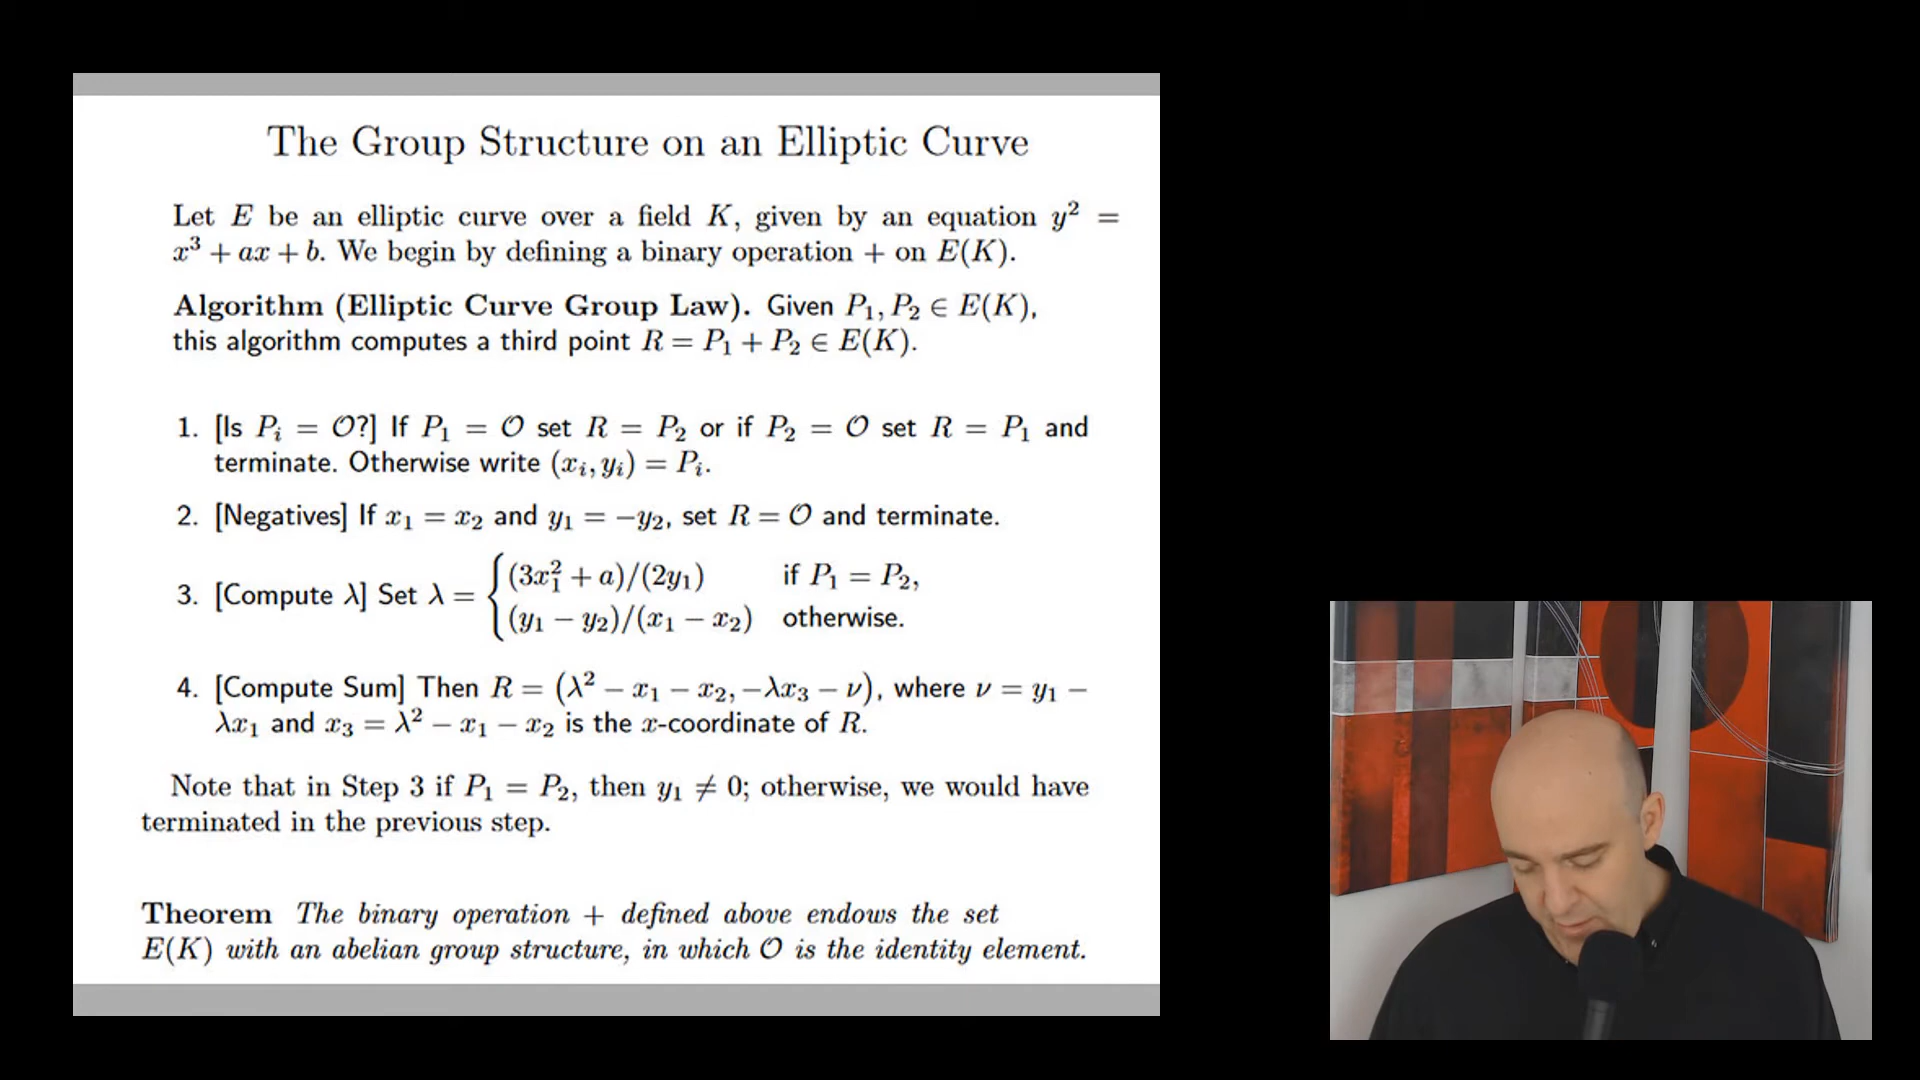 The Group Structure on an Elliptic Curve
Let E be an elliptic curve over a field K, given by an equation y² =
x³ + ax + b. We begin by defining a binary operation + on E(K).
Algorithm (Elliptic Curve Group Law). Given P₁, P₂ ∈ E(K),
this algorithm computes a third point R = P₁ + P₂ ∈ E(K).
1. [Is Pᵢ = 𝒪?] If P₁ = 𝒪 set R = P₂ or if P₂ = 𝒪 set R = P₁ and
terminate. Otherwise write (xᵢ, yᵢ) = Pᵢ.
2. [Negatives] If x₁ = x₂ and y₁ = −y₂, set R = 𝒪 and terminate.
3. [Compute λ] Set λ = { (3x₁² + a)/(2y₁) if P₁ = P₂,
(y₁ − y₂)/(x₁ − x₂) otherwise.
4. [Compute Sum] Then R = (λ² − x₁ − x₂, −λx₃ − ν), where ν = y₁ −
λx₁ and x₃ = λ² − x₁ − x₂ is the x-coordinate of R.
Note that in Step 3 if P₁ = P₂, then y₁ ≠ 0; otherwise, we would have
terminated in the previous step.
Theorem The binary operation + defined above endows the set
E(K) with an abelian group structure, in which 𝒪 is the identity element.